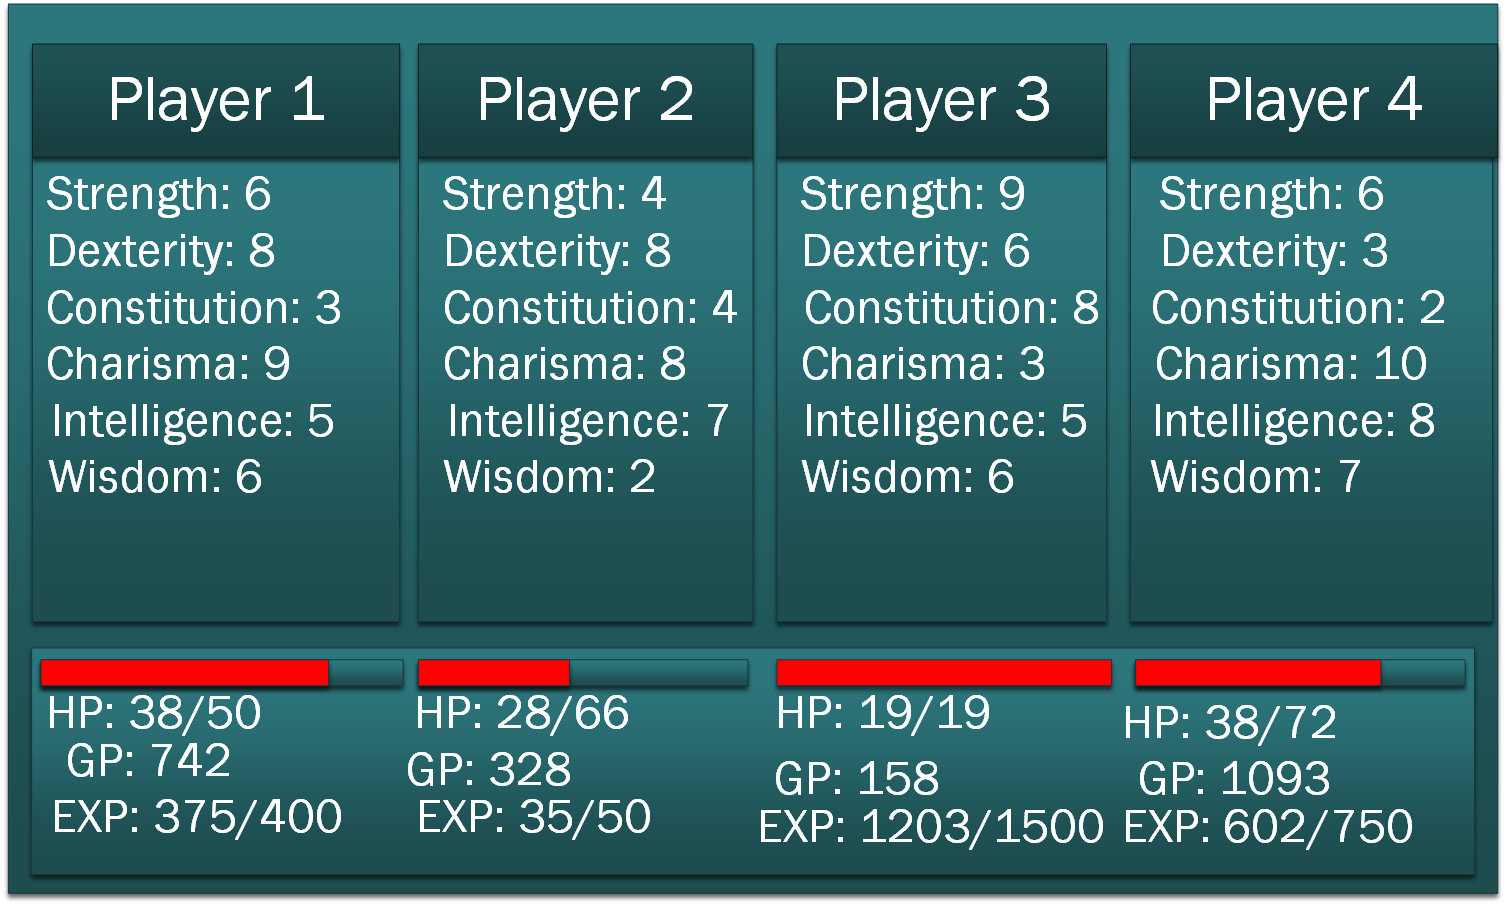 Player 1
Strength: 6
Dexterity: 8
Constitution: 3
Charisma: 9
Intelligence: 5
Wisdom: 6
Player 2
Strength: 4
Dexterity: 8
Constitution: 4
Charisma: 8
Intelligence: 7
Wisdom: 2
Player 3
Strength: 9
Dexterity: 6
Constitution: 8
Charisma: 3
Intelligence: 5
Wisdom: 6
Player 4
Strength: 6
Dexterity: 3
Constitution: 2
Charisma: 10
Intelligence: 8
Wisdom: 7
HP: 38/50
GP: 742
EXP: 375/400
HP: 28/66
GP: 328
EXP: 35/50
HP: 19/19
GP: 158
EXP: 1203/1500
HP: 38/72
GP: 1093
EXP: 602/750